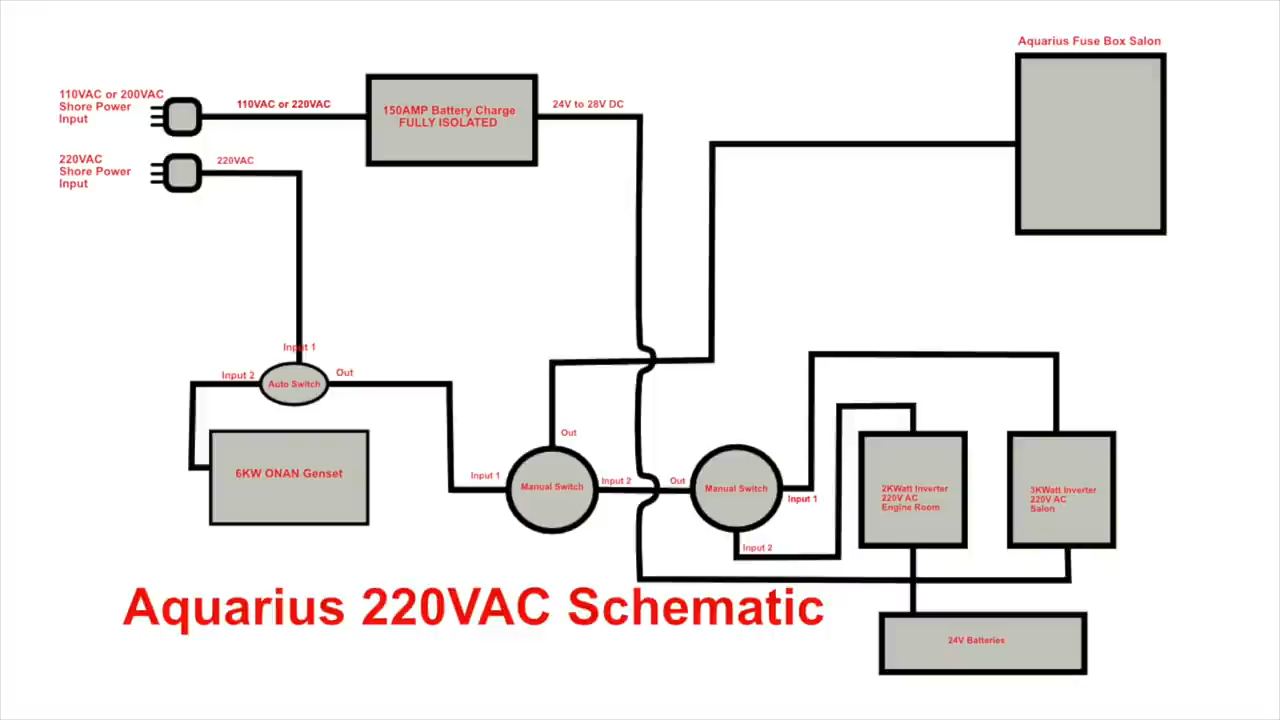 Aquarius Fuse Box Salon
110VAC or 200VAC
Shore Power
Input
110VAC or 220VAC
150AMP Battery Charge
FULLY ISOLATED
24V to 28V DC
220VAC
Shore Power
Input
220VAC
Input 1
Input 2
Out
Auto Switch
6KW ONAN Genset
Out
Input 1
Manual Switch
Input 2
Out
Manual Switch
Input 1
Input 2
2KWatt Inverter
220V AC
Engine Room
3KWatt Inverter
220V AC
Salon
Aquarius 220VAC Schematic
24V Batteries